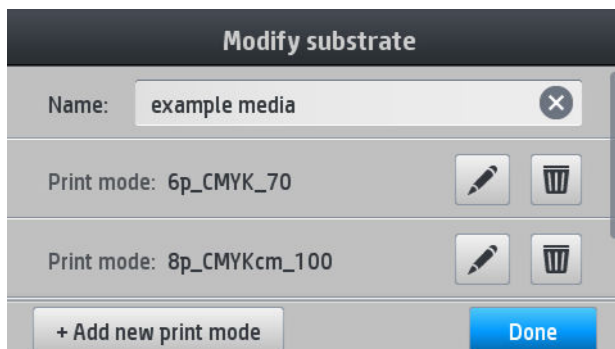 Modify substrate
Name: example media
Print mode: 6p_CMYK_70
Print mode: 8p_CMYKcm_100
+ Add new print mode Done